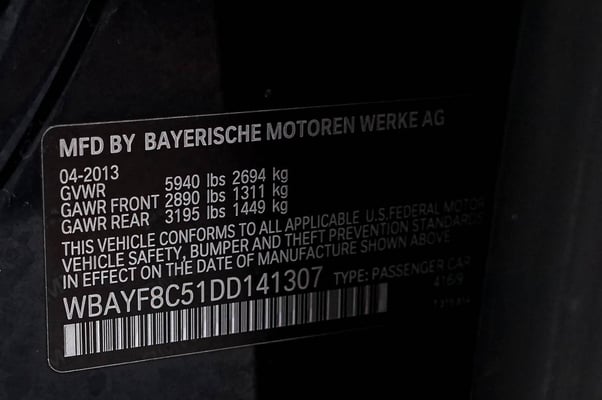 MFD BY BAYERISCHE MOTOREN WERKE AG
04-2013
GVWR 5940 lbs 2694 kg
GAWR FRONT 2890 lbs 1311 kg
GAWR REAR 3195 lbs 1449 kg
THIS VEHICLE CONFORMS TO ALL APPLICABLE U.S.FEDERAL MOTOR
VEHICLE SAFETY, BUMPER AND THEFT PREVENTION STANDARDS
IN EFFECT ON THE DATE OF MANUFACTURE SHOWN ABOVE
WBAYF8C51DD141307 TYPE: PASSENGER CAR